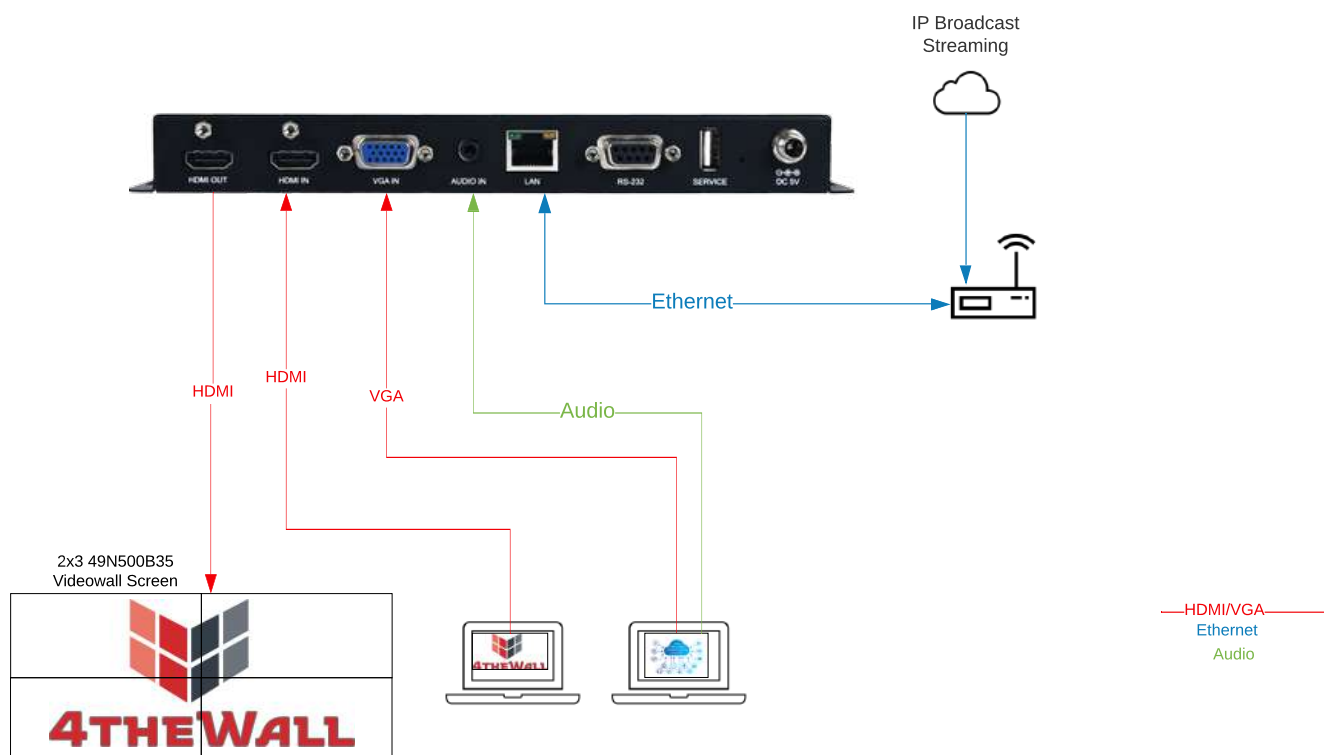 IP Broadcast
Streaming
HDMI OUT
HDMI IN
VGA IN
AUDIO IN
LAN
RS-232
SERVICE
DC 5V
Ethernet
HDMI
HDMI
VGA
Audio
2x3 49N500B35
Videowall Screen
4THEWALL
4THEWALL
HDMI/VGA
Ethernet
Audio